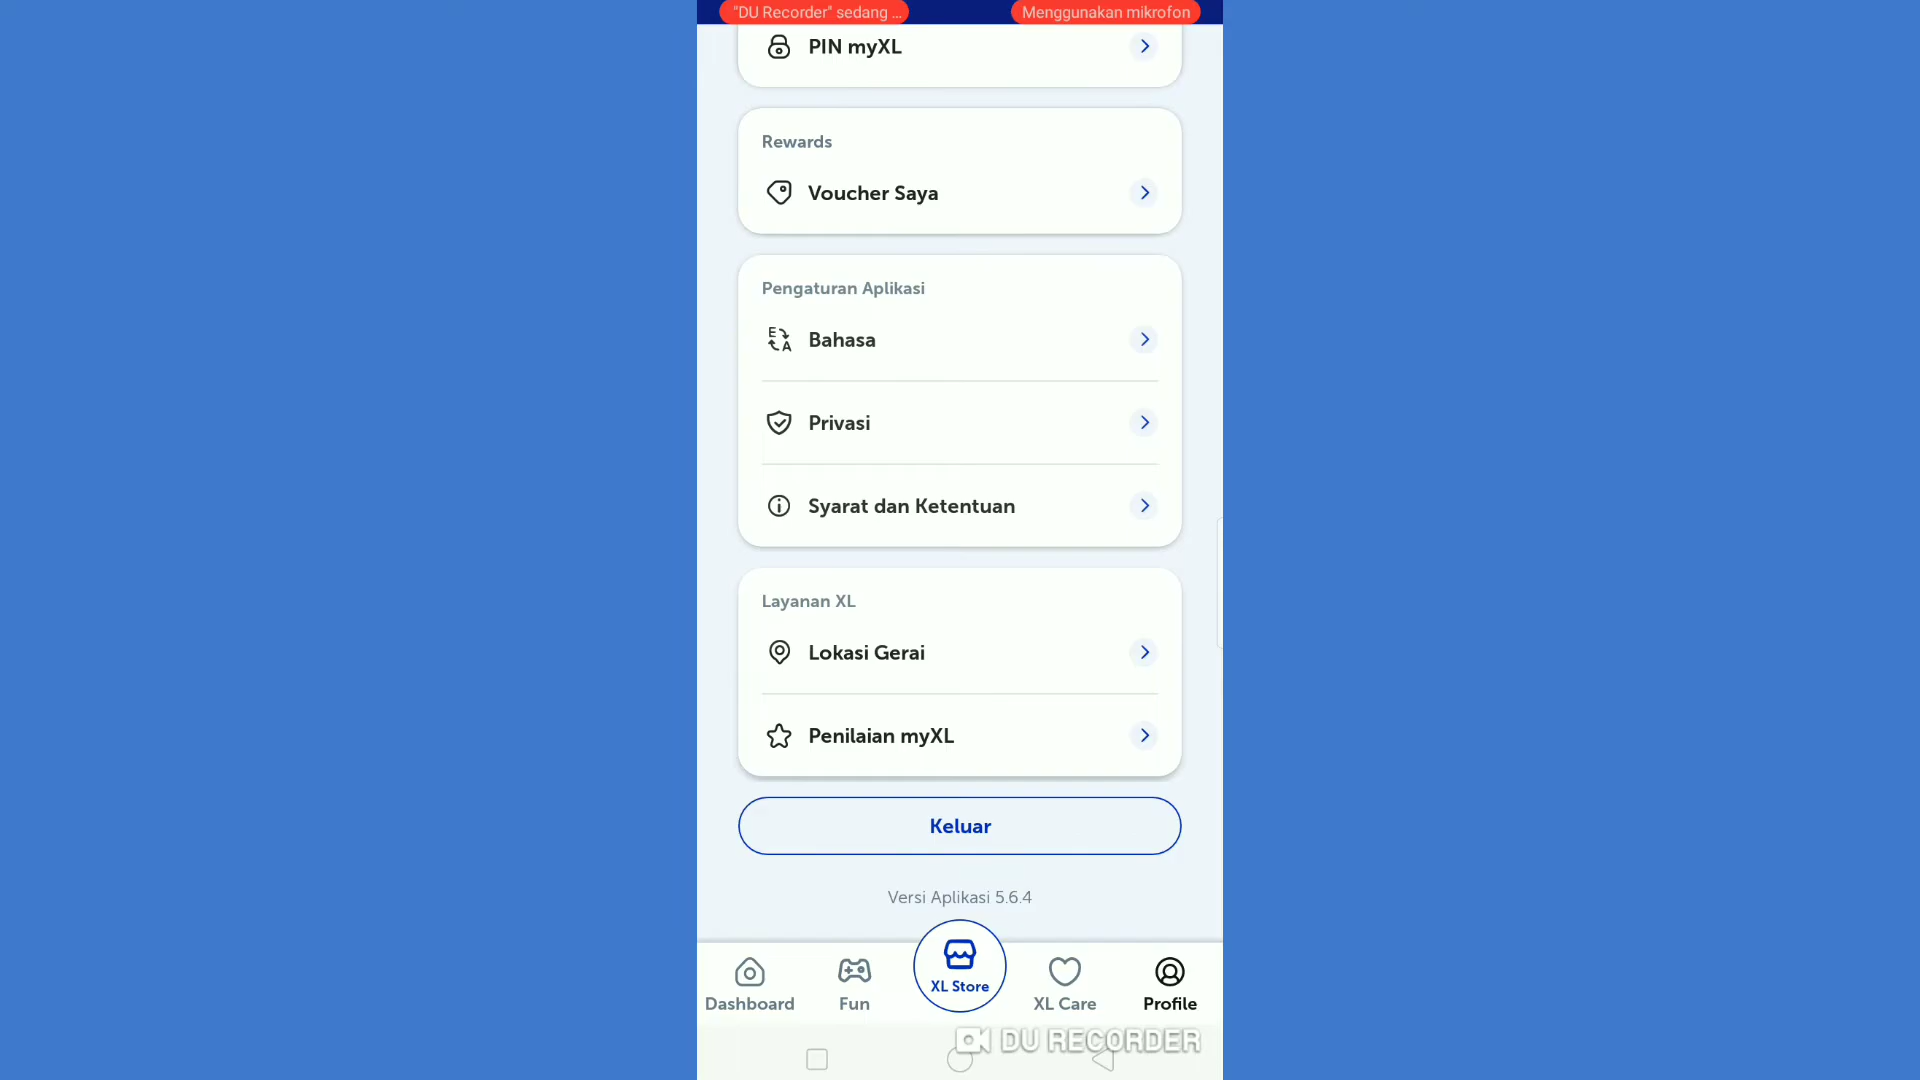 "DU Recorder" sedang ...
Menggunakan mikrofon
PIN myXL
Rewards
Voucher Saya
Pengaturan Aplikasi
Bahasa
Privasi
Syarat dan Ketentuan
Layanan XL
Lokasi Gerai
Penilaian myXL
Keluar
Versi Aplikasi 5.6.4
Dashboard
Fun
XL Store
XL Care
Profile
DU RECORDER